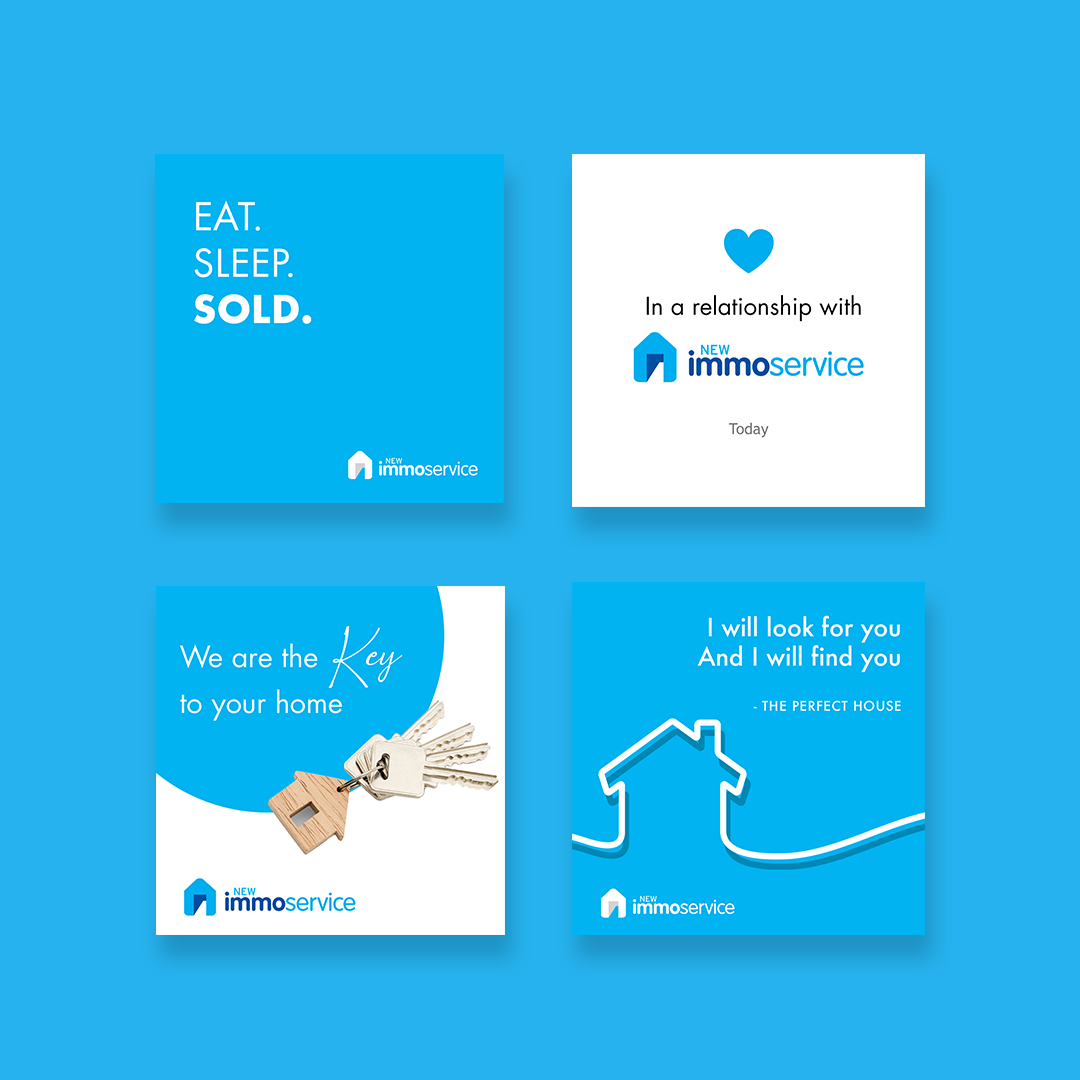 EAT.
SLEEP.
SOLD.
NEW
immoservice
In a relationship with
NEW
immoservice
Today
We are the Key
to your home
NEW
immoservice
I will look for you
And I will find you
- THE PERFECT HOUSE
NEW
immoservice